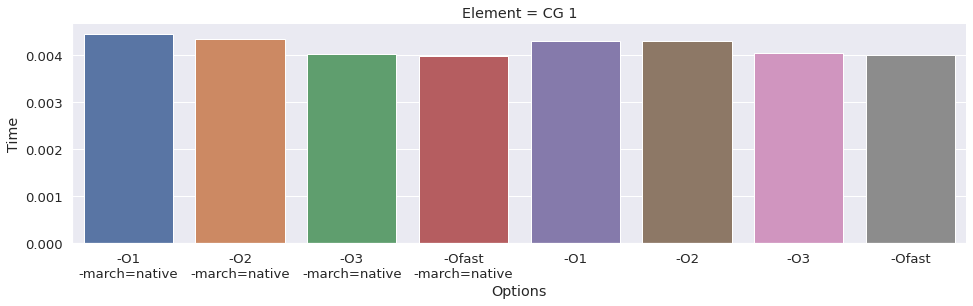 Element = CG 1
Time
0.004
0.003
0.002
0.001
0.000
-O1
-march=native
-O2
-march=native
-O3
-march=native
-Ofast
-march=native
-O1
-O2
-O3
-Ofast
Options